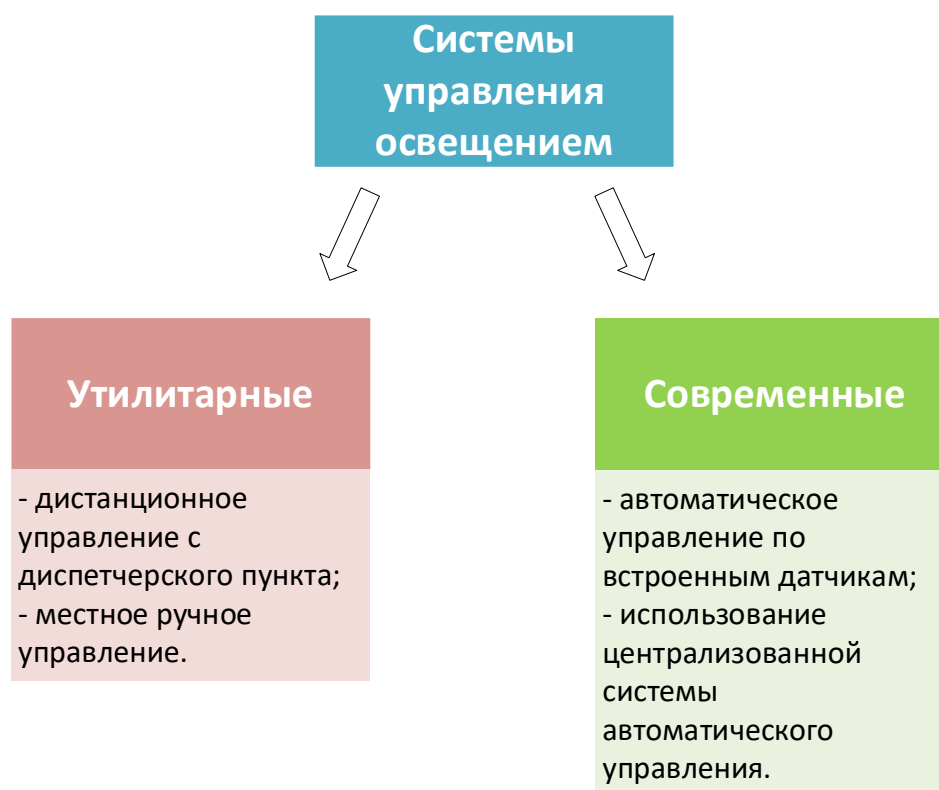 Системы
управления
освещением
Утилитарные
- дистанционное
управление с
диспетчерского пункта;
- местное ручное
управление.
Современные
- автоматическое
управление по
встроенным датчикам;
- использование
централизованной
системы
автоматического
управления.